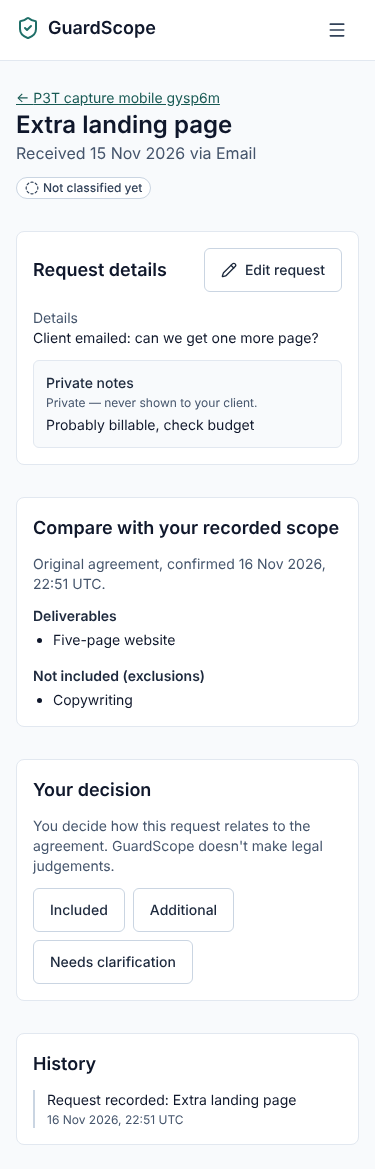 GuardScope
← P3T capture mobile gysp6m
Extra landing page
Received 15 Nov 2026 via Email
Not classified yet
Request details
Edit request
Details
Client emailed: can we get one more page?
Private notes
Private — never shown to your client.
Probably billable, check budget
Compare with your recorded scope
Original agreement, confirmed 16 Nov 2026,
22:51 UTC.
Deliverables
• Five-page website
Not included (exclusions)
• Copywriting
Your decision
You decide how this request relates to the
agreement. GuardScope doesn't make legal
judgements.
Included
Additional
Needs clarification
History
Request recorded: Extra landing page
16 Nov 2026, 22:51 UTC